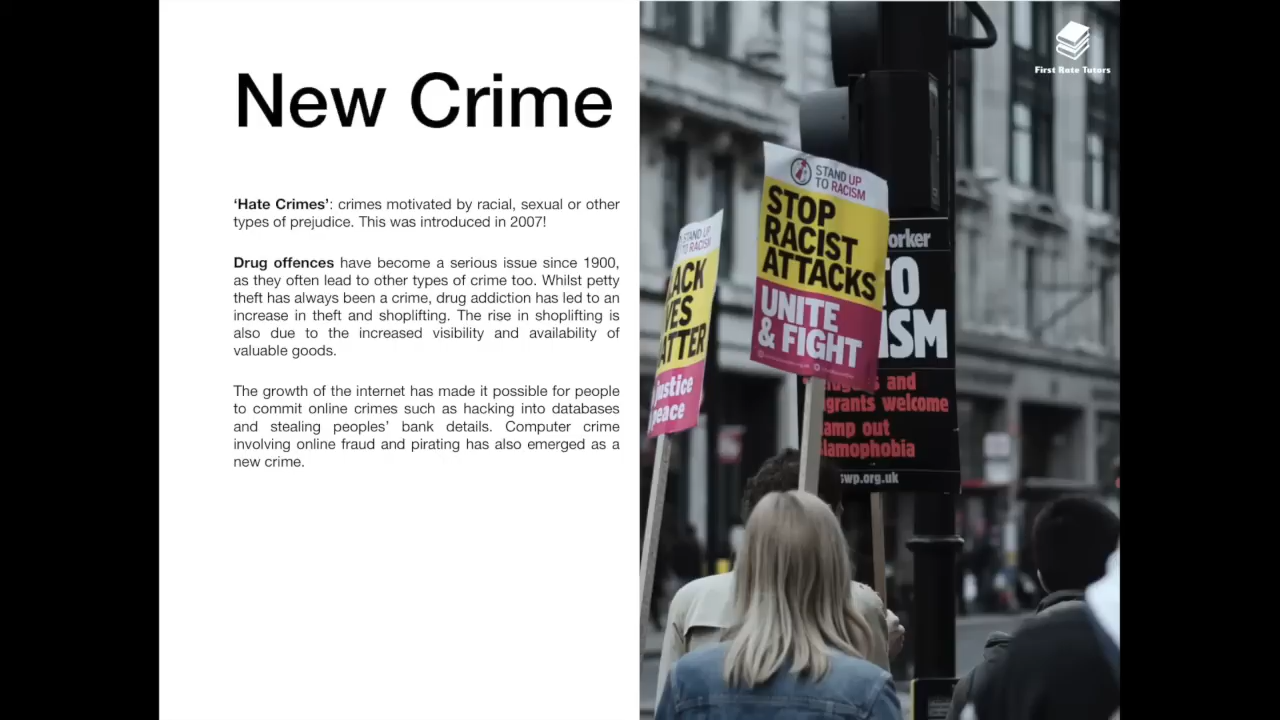 New Crime
‘Hate Crimes’: crimes motivated by racial, sexual or other
types of prejudice. This was introduced in 2007!
Drug offences have become a serious issue since 1900,
as they often lead to other types of crime too. Whilst petty
theft has always been a crime, drug addiction has led to an
increase in theft and shoplifting. The rise in shoplifting is
also due to the increased visibility and availability of
valuable goods.
The growth of the internet has made it possible for people
to commit online crimes such as hacking into databases
and stealing peoples’ bank details. Computer crime
involving online fraud and pirating has also emerged as a
new crime.
First Rate Tutors
STAND UP
TO RACISM
STOP
RACIST
ATTACKS
UNITE
& FIGHT
STAND UP
TO RACISM
ACK
VES
ATTER
justice
peace
orker
TO
ISM
s and
grants welcome
amp out
slamophobia
swp.org.uk